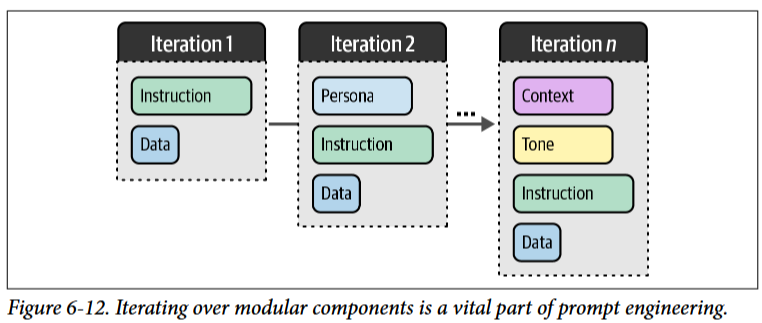 Iteration 1
Instruction
Data
Iteration 2
Persona
Instruction
Data
...
Iteration n
Context
Tone
Instruction
Data
Figure 6-12. Iterating over modular components is a vital part of prompt engineering.